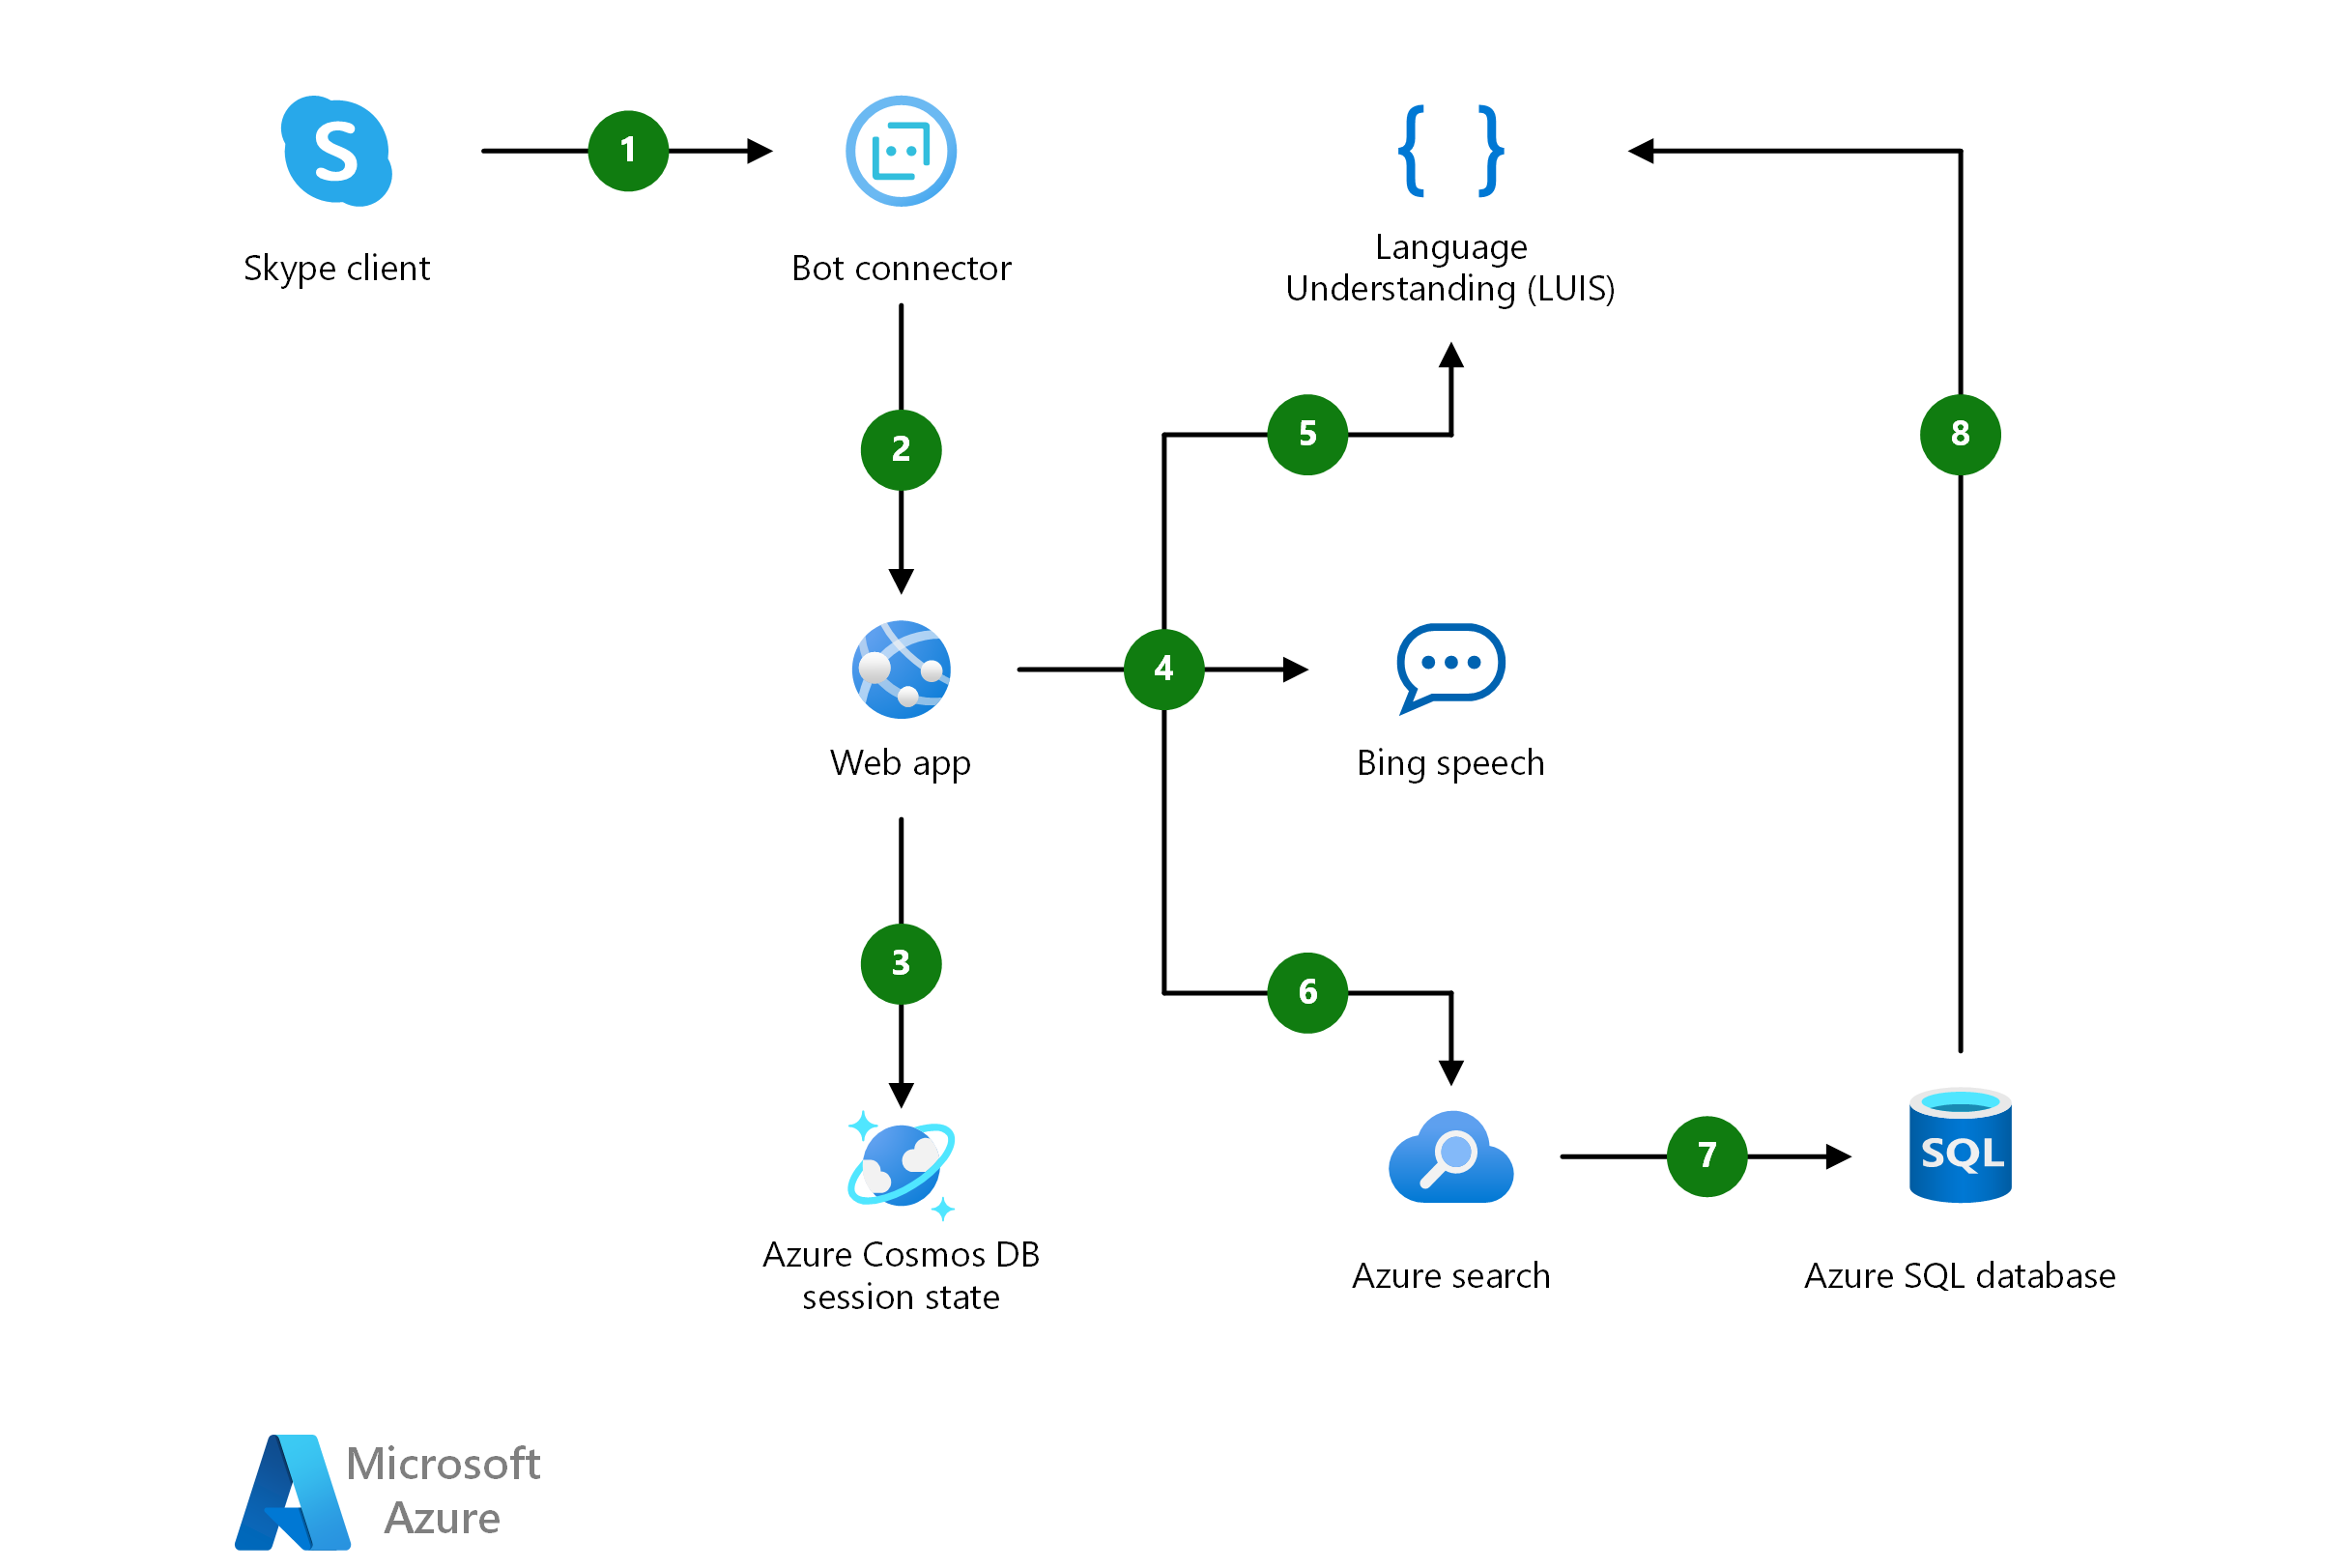 S
1
Skype client
Bot connector
Language
Understanding (LUIS)
2
5
8
4
Web app
Bing speech
3
6
7
SQL
Azure Cosmos DB
session state
Azure search
Azure SQL database
Microsoft
Azure